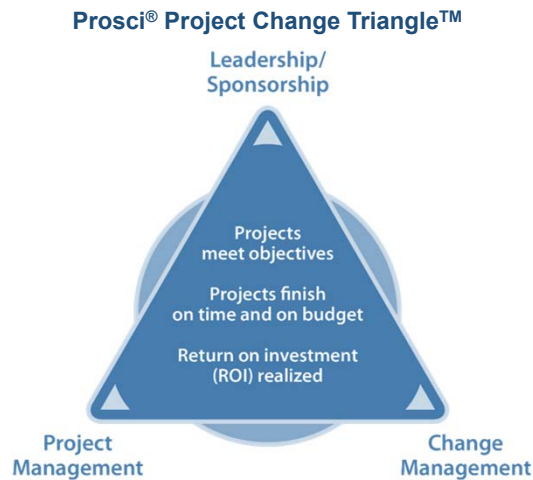 Prosci® Project Change Triangle™
Leadership/
Sponsorship
Projects
meet objectives
Projects finish
on time and on budget
Return on investment
(ROI) realized
Project
Management
Change
Management